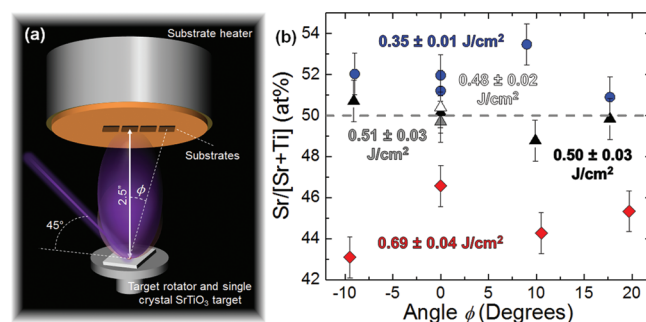 (a)
Substrate heater
Substrates
2.5"
ϕ
45°
Target rotator and single
crystal SrTiO3 target
(b)
Sr/[Sr+Ti] (at%)
54
52
50
48
46
44
42
0.35 ± 0.01 J/cm²
0.48 ± 0.02
J/cm²
0.51 ± 0.03
J/cm²
0.50 ± 0.03
J/cm²
0.69 ± 0.04 J/cm²
-10 -5 0 5 10 15 20
Angle ϕ (Degrees)